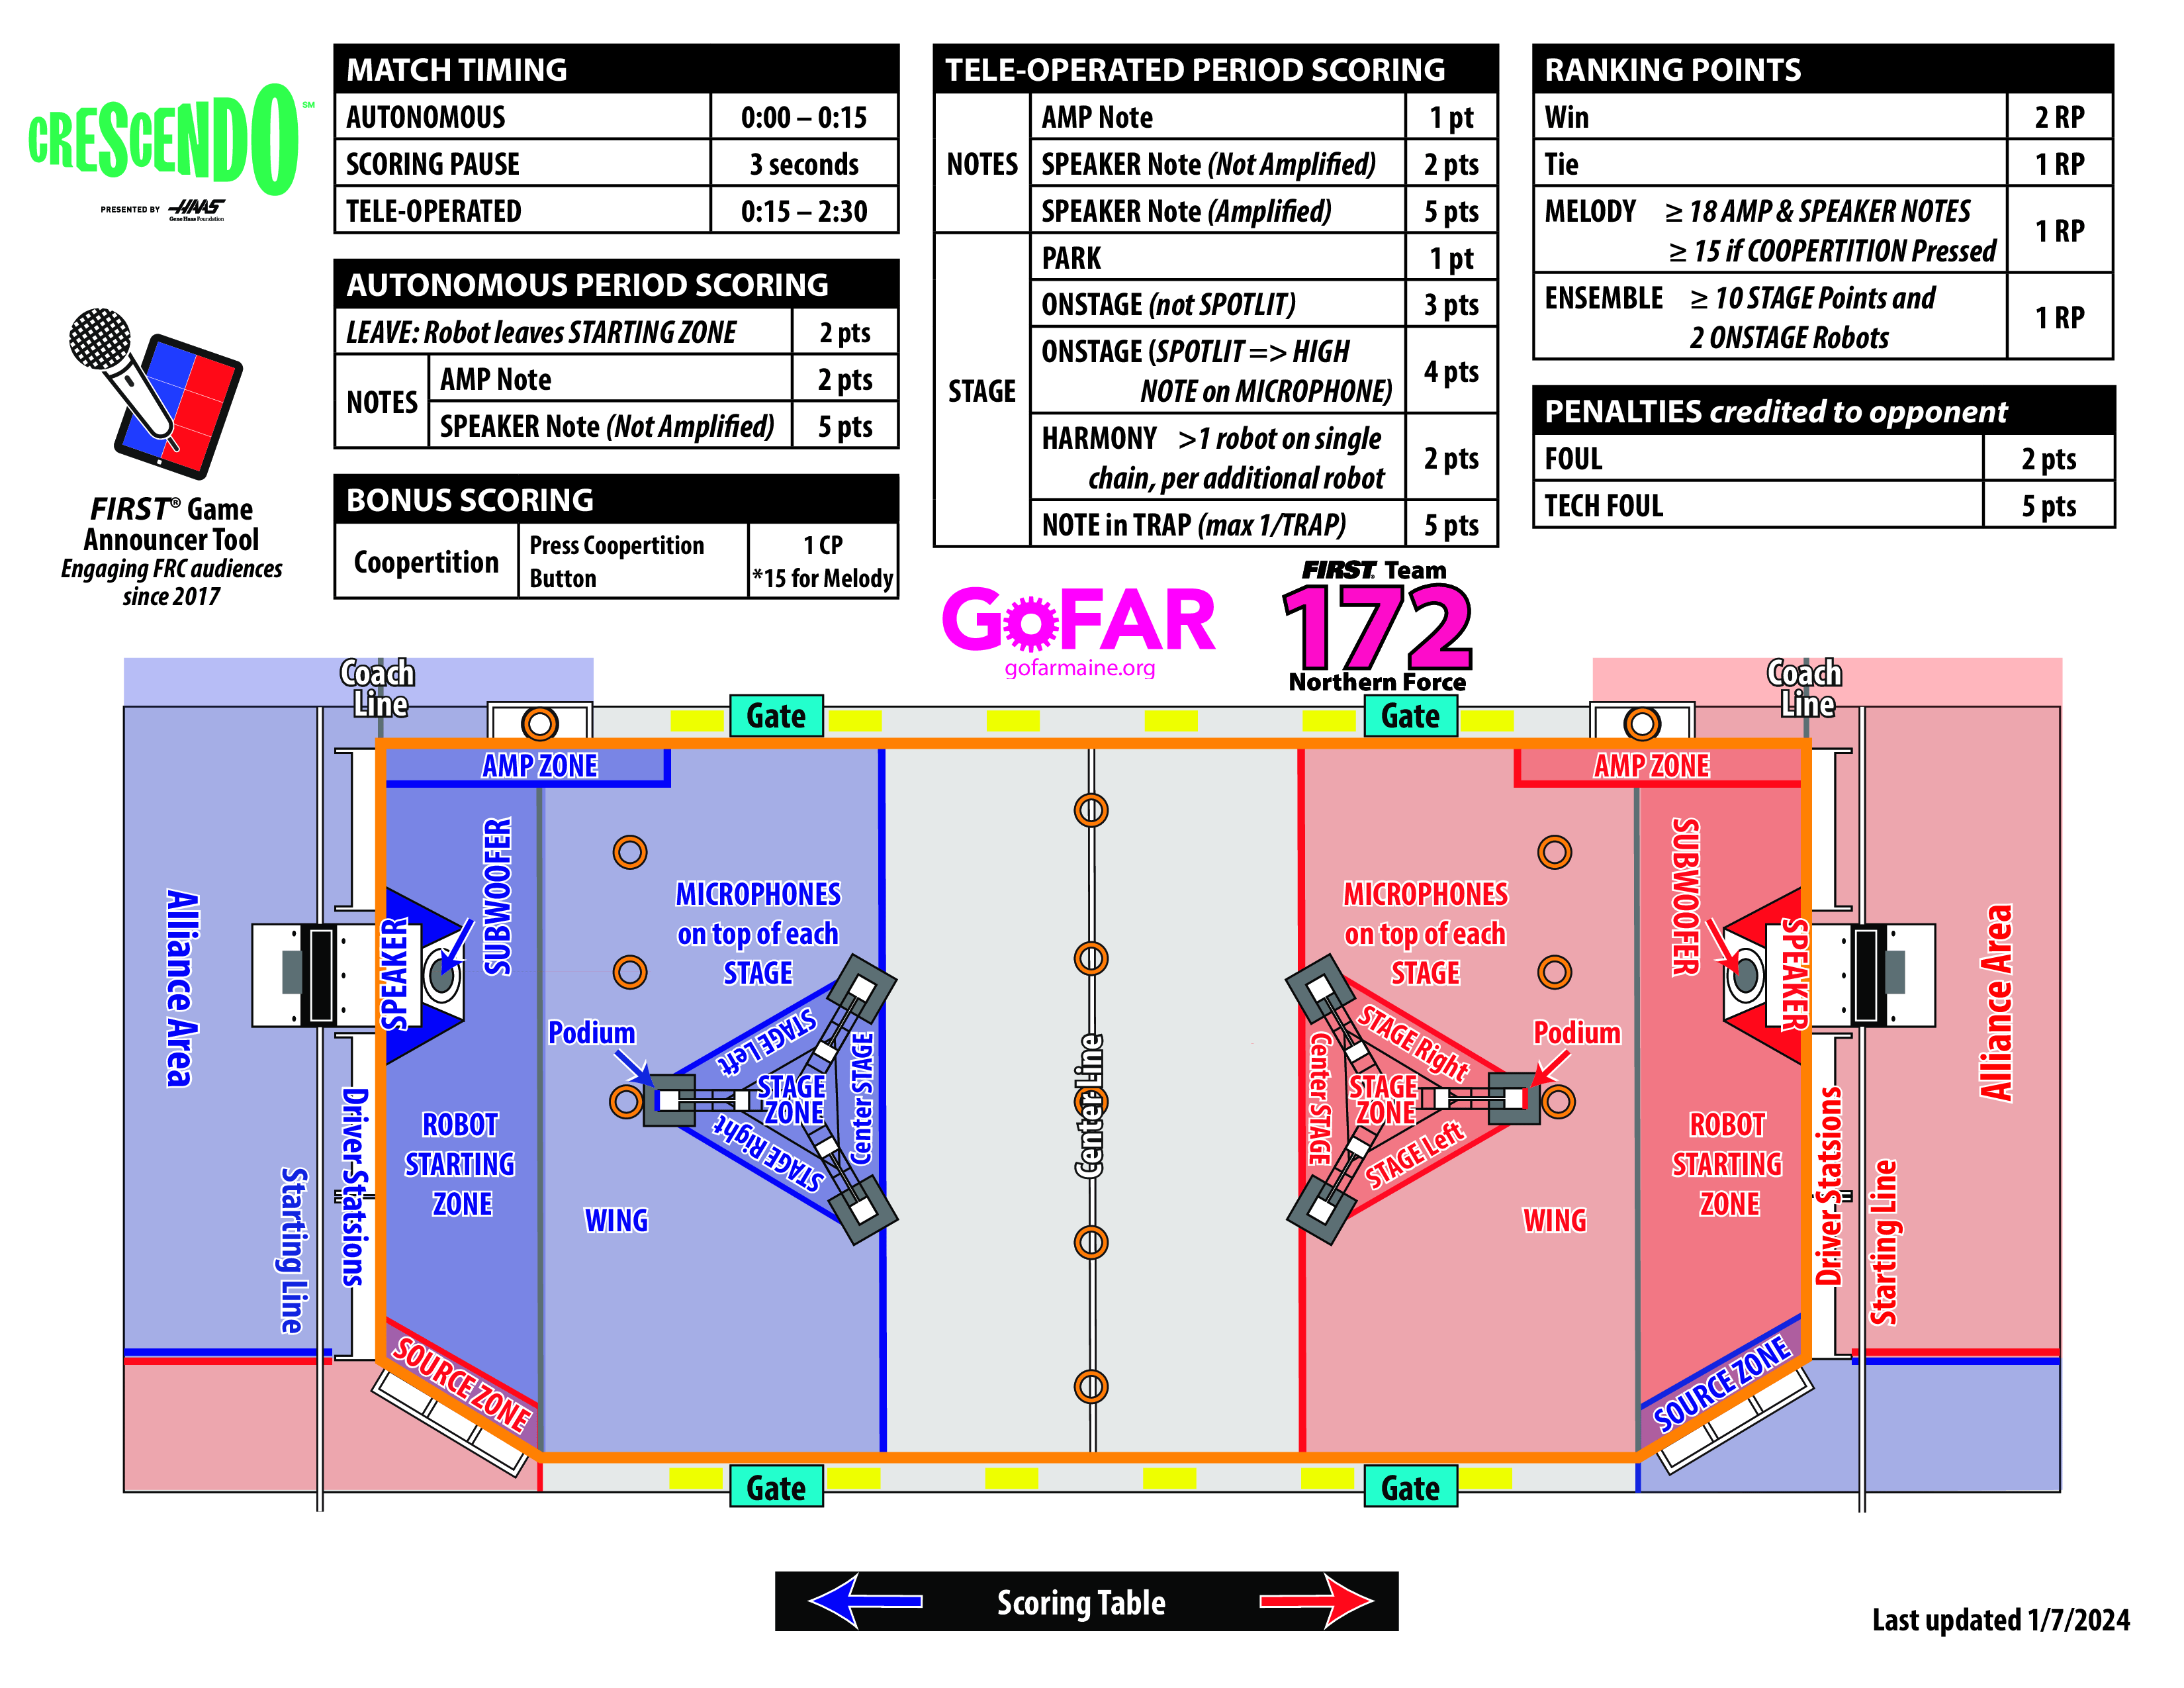 CRESCENDO SM
PRESENTED BY HAAS
Gene Haas Foundation
FIRST® Game
Announcer Tool
Engaging FRC audiences
since 2017
MATCH TIMING
AUTONOMOUS 0:00 – 0:15
SCORING PAUSE 3 seconds
TELE-OPERATED 0:15 – 2:30
AUTONOMOUS PERIOD SCORING
LEAVE: Robot leaves STARTING ZONE 2 pts
NOTES
AMP Note 2 pts
SPEAKER Note (Not Amplified) 5 pts
BONUS SCORING
Coopertition
Press Coopertition
Button
1 CP
*15 for Melody
TELE-OPERATED PERIOD SCORING
NOTES
AMP Note 1 pt
SPEAKER Note (Not Amplified) 2 pts
SPEAKER Note (Amplified) 5 pts
STAGE
PARK 1 pt
ONSTAGE (not SPOTLIT) 3 pts
ONSTAGE (SPOTLIT => HIGH
NOTE on MICROPHONE) 4 pts
HARMONY >1 robot on single
chain, per additional robot 2 pts
NOTE in TRAP (max 1/TRAP) 5 pts
RANKING POINTS
Win 2 RP
Tie 1 RP
MELODY ≥ 18 AMP & SPEAKER NOTES
≥ 15 if COOPERTITION Pressed 1 RP
ENSEMBLE ≥ 10 STAGE Points and
2 ONSTAGE Robots 1 RP
PENALTIES credited to opponent
FOUL 2 pts
TECH FOUL 5 pts
GOFAR
gofarmaine.org
FIRST Team
172
Northern Force
Coach
Line
Gate
Gate
Coach
Line
AMP ZONE
AMP ZONE
Alliance Area
SPEAKER
SUBWOOFER
MICROPHONES
on top of each
STAGE
Podium
STAGE Left
STAGE
ZONE
Center STAGE
STAGE Right
ROBOT
STARTING
ZONE
WING
Driver Statsions
Starting Line
SOURCE ZONE
Center Line
MICROPHONES
on top of each
STAGE
Podium
STAGE Right
Center STAGE
STAGE
ZONE
STAGE Left
WING
SUBWOOFER
SPEAKER
ROBOT
STARTING
ZONE
Driver Statsions
Starting Line
Alliance Area
SOURCE ZONE
Gate
Gate
Scoring Table
Last updated 1/7/2024